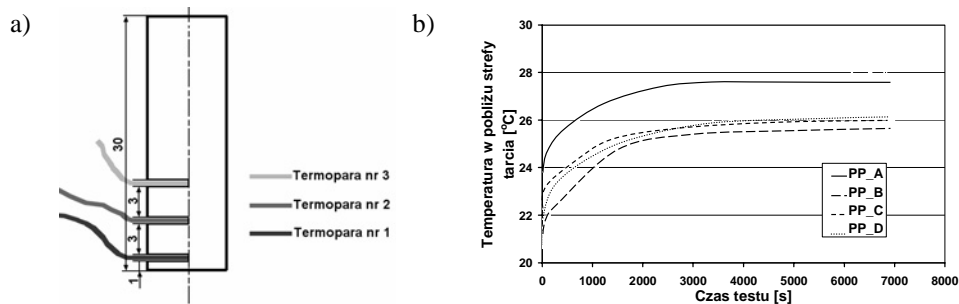 a)
30
3
3
1
Termopara nr 3
Termopara nr 2
Termopara nr 1
b)
Temperatura w pobliżu strefy
tarcia [°C]
30
28
26
24
22
20
0 1000 2000 3000 4000 5000 6000 7000 8000
Czas testu [s]
PP_A
PP_B
PP_C
PP_D